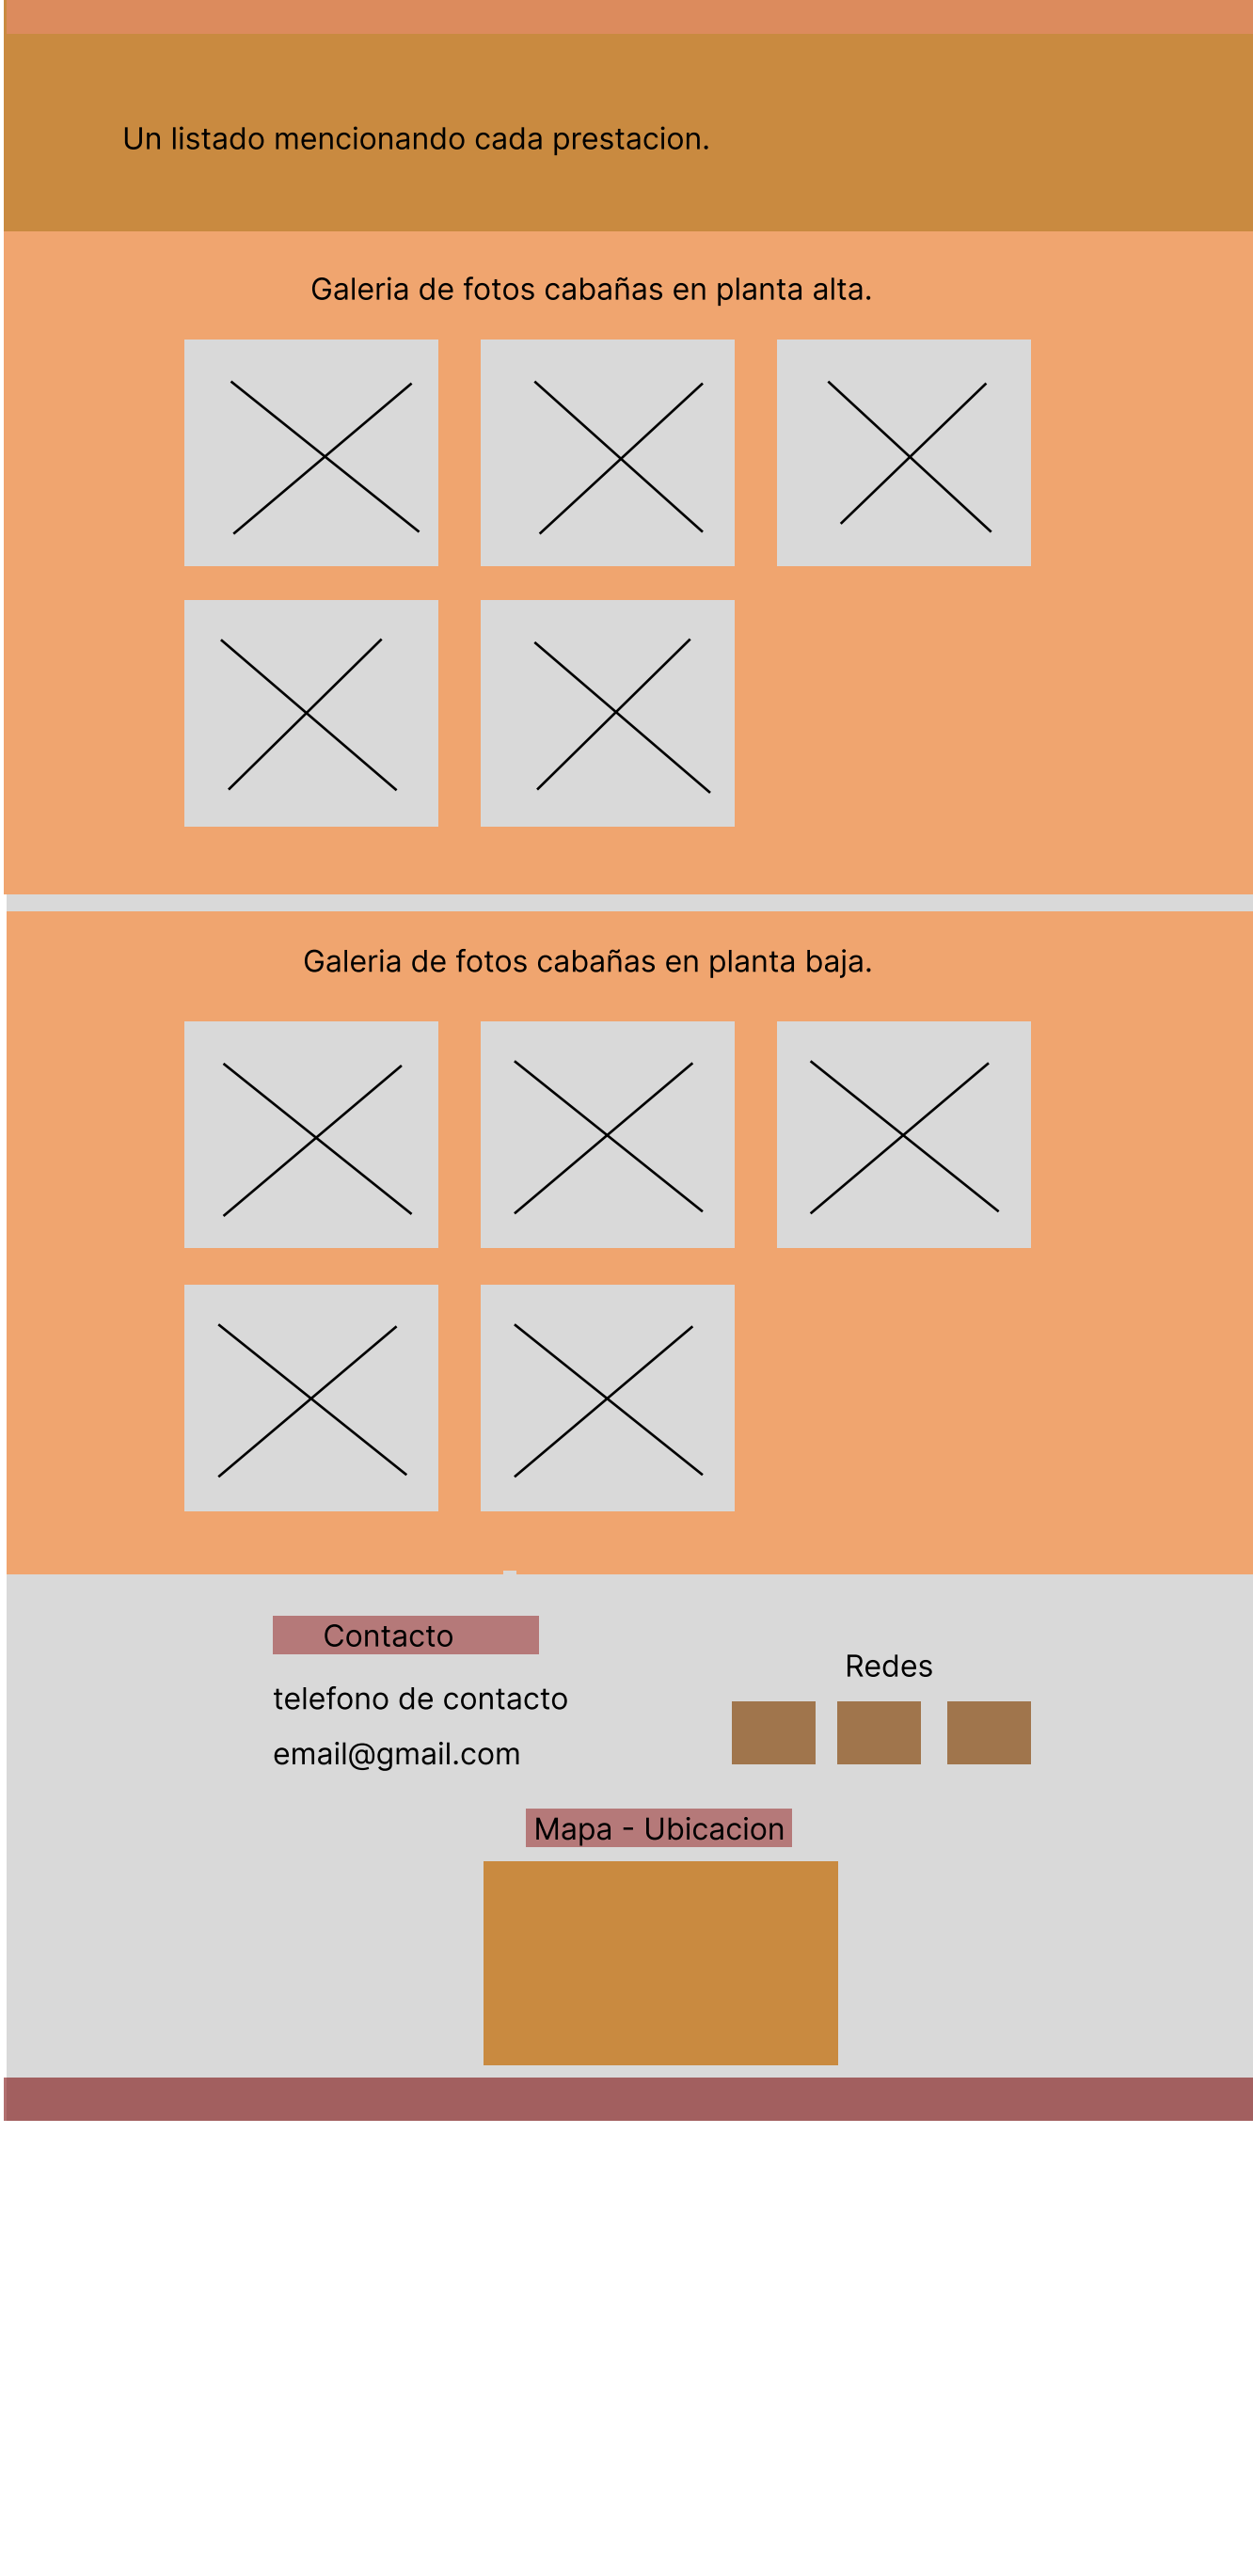 Un listado mencionando cada prestacion.
Galeria de fotos cabañas en planta alta.
Galeria de fotos cabañas en planta baja.
Contacto
telefono de contacto
email@gmail.com
Redes
Mapa - Ubicacion